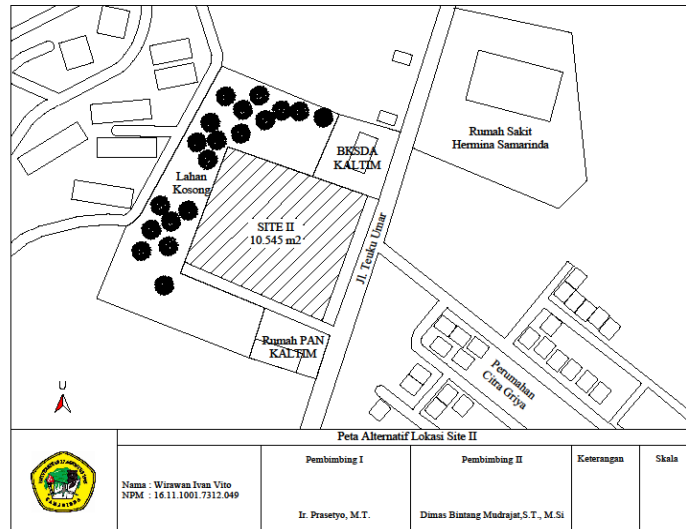 Rumah Sakit
Hermina Samarinda
BKSDA
KALTIM
Lahan
Kosong
SITE II
10.545 m2
Jl. Teuku Umar
Rumah PAN
KALTIM
Perumahan
Citra Griya
U
Peta Alternatif Lokasi Site II
Nama : Wirawan Ivan Vito
NPM : 16.11.1001.7312.049
Pembimbing I
Ir. Prasetyo, M.T.
Pembimbing II
Dimas Bintang Mudrajat,S.T., M.Si
Keterangan
Skala